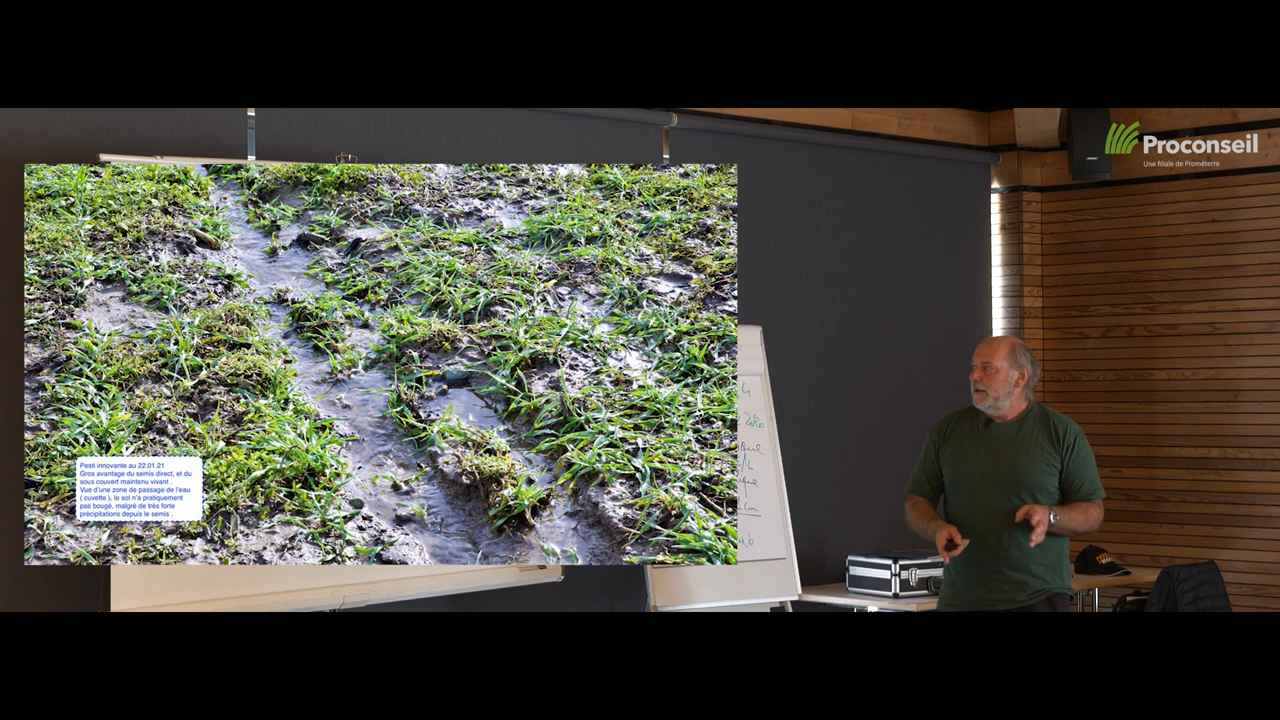 Proconseil
Une filiale de Prométerre
Pesti innovante au 22.01.21
Gros avantage du semis direct, et du
sous couvert maintenu vivant .
Vue d'une zone de passage de l'eau
( cuvette ), le sol n'a pratiquement
pas bougé, malgré de très forte
précipitations depuis le semis .